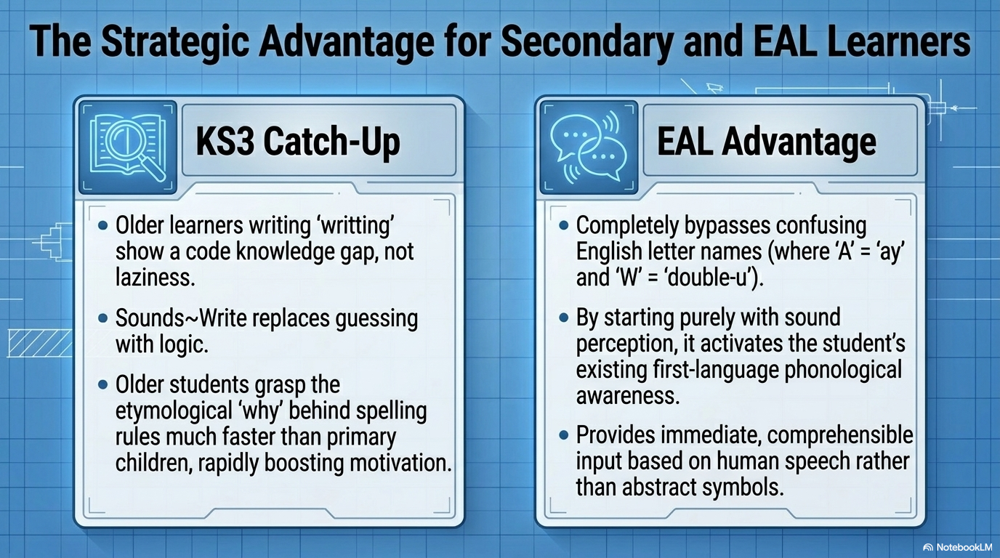 The Strategic Advantage for Secondary and EAL Learners
KS3 Catch-Up
• Older learners writing ‘writting’
show a code knowledge gap, not
laziness.
• Sounds~Write replaces guessing
with logic.
• Older students grasp the
etymological ‘why’ behind spelling
rules much faster than primary
children, rapidly boosting motivation.
EAL Advantage
• Completely bypasses confusing
English letter names (where ‘A’ = ‘ay’
and ‘W’ = ‘double-u’).
• By starting purely with sound
perception, it activates the student’s
existing first-language phonological
awareness.
• Provides immediate, comprehensible
input based on human speech rather
than abstract symbols.
NotebookLM